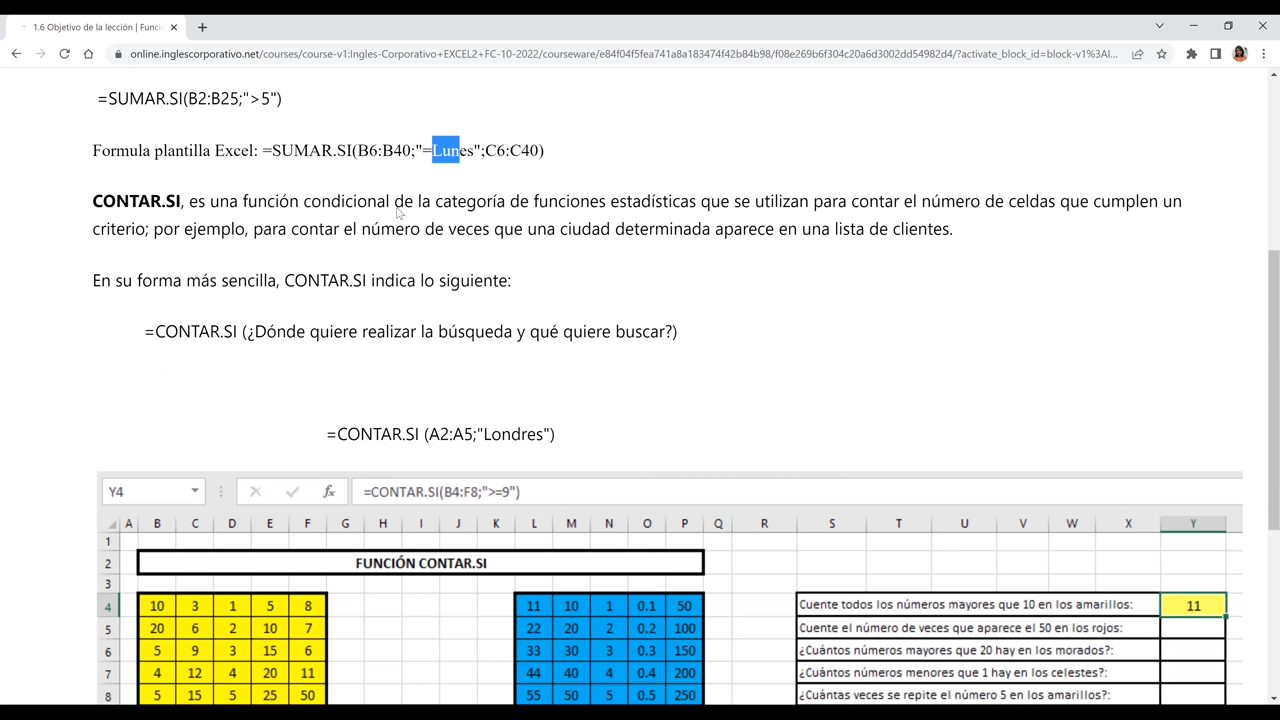 1.6 Objetivo de la lección | Funci
online.inglescorporativo.net/courses/course-v1:Ingles-Corporativo+EXCEL2+FC-10-2022/courseware/e84f04f5fea741a8a183474f42b84b98/f08e269b6f304c20a6d3002dd54982d4/?activate_block_id=block-v1%3AI...
=SUMAR.SI(B2:B25;">5")
Formula plantilla Excel: =SUMAR.SI(B6:B40;"=Lunes";C6:C40)
CONTAR.SI, es una función condicional de la categoría de funciones estadísticas que se utilizan para contar el número de celdas que cumplen un
criterio; por ejemplo, para contar el número de veces que una ciudad determinada aparece en una lista de clientes.
En su forma más sencilla, CONTAR.SI indica lo siguiente:
=CONTAR.SI (¿Dónde quiere realizar la búsqueda y qué quiere buscar?)
=CONTAR.SI (A2:A5;"Londres")
Y4 fx =CONTAR.SI(B4:F8;">=9")
A B C D E F G H I J K L M N O P Q R S T U V W X Y
1
2 FUNCIÓN CONTAR.SI
3
4 10 3 1 5 8 11 10 1 0.1 50 Cuente todos los números mayores que 10 en los amarillos: 11
5 20 6 2 10 7 22 20 2 0.2 100 Cuente el número de veces que aparece el 50 en los rojos:
6 5 9 3 15 6 33 30 3 0.3 150 ¿Cuántos números mayores que 20 hay en los morados?:
7 4 12 4 20 11 44 40 4 0.4 200 ¿Cuántos números menores que 1 hay en los celestes?:
8 5 15 5 25 50 55 50 5 0.5 250 ¿Cuántas veces se repite el número 5 en los amarillos?: